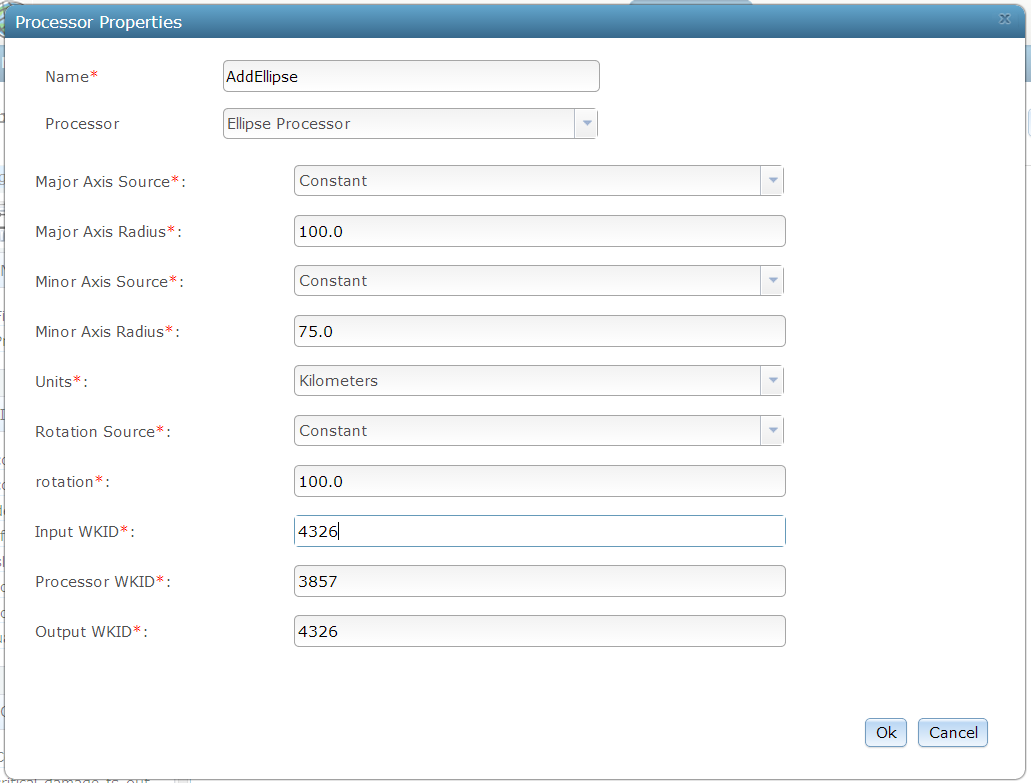 Processor Properties
Name* AddEllipse
Processor Ellipse Processor
Major Axis Source*: Constant
Major Axis Radius*: 100.0
Minor Axis Source*: Constant
Minor Axis Radius*: 75.0
Units*: Kilometers
Rotation Source*: Constant
rotation*: 100.0
Input WKID*: 4326
Processor WKID*: 3857
Output WKID*: 4326
Ok Cancel